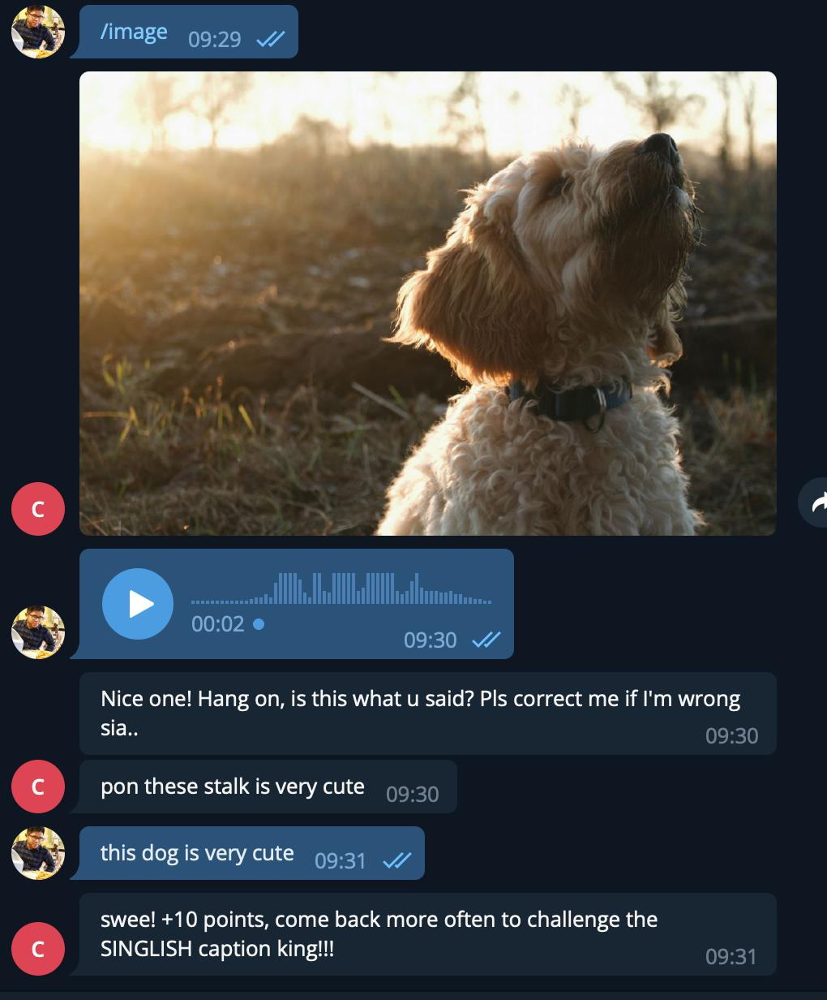 /image 09:29
C
00:02
09:30
Nice one! Hang on, is this what u said? Pls correct me if I'm wrong
sia..
09:30
C
pon these stalk is very cute 09:30
this dog is very cute 09:31
swee! +10 points, come back more often to challenge the
SINGLISH caption king!!!
09:31
C